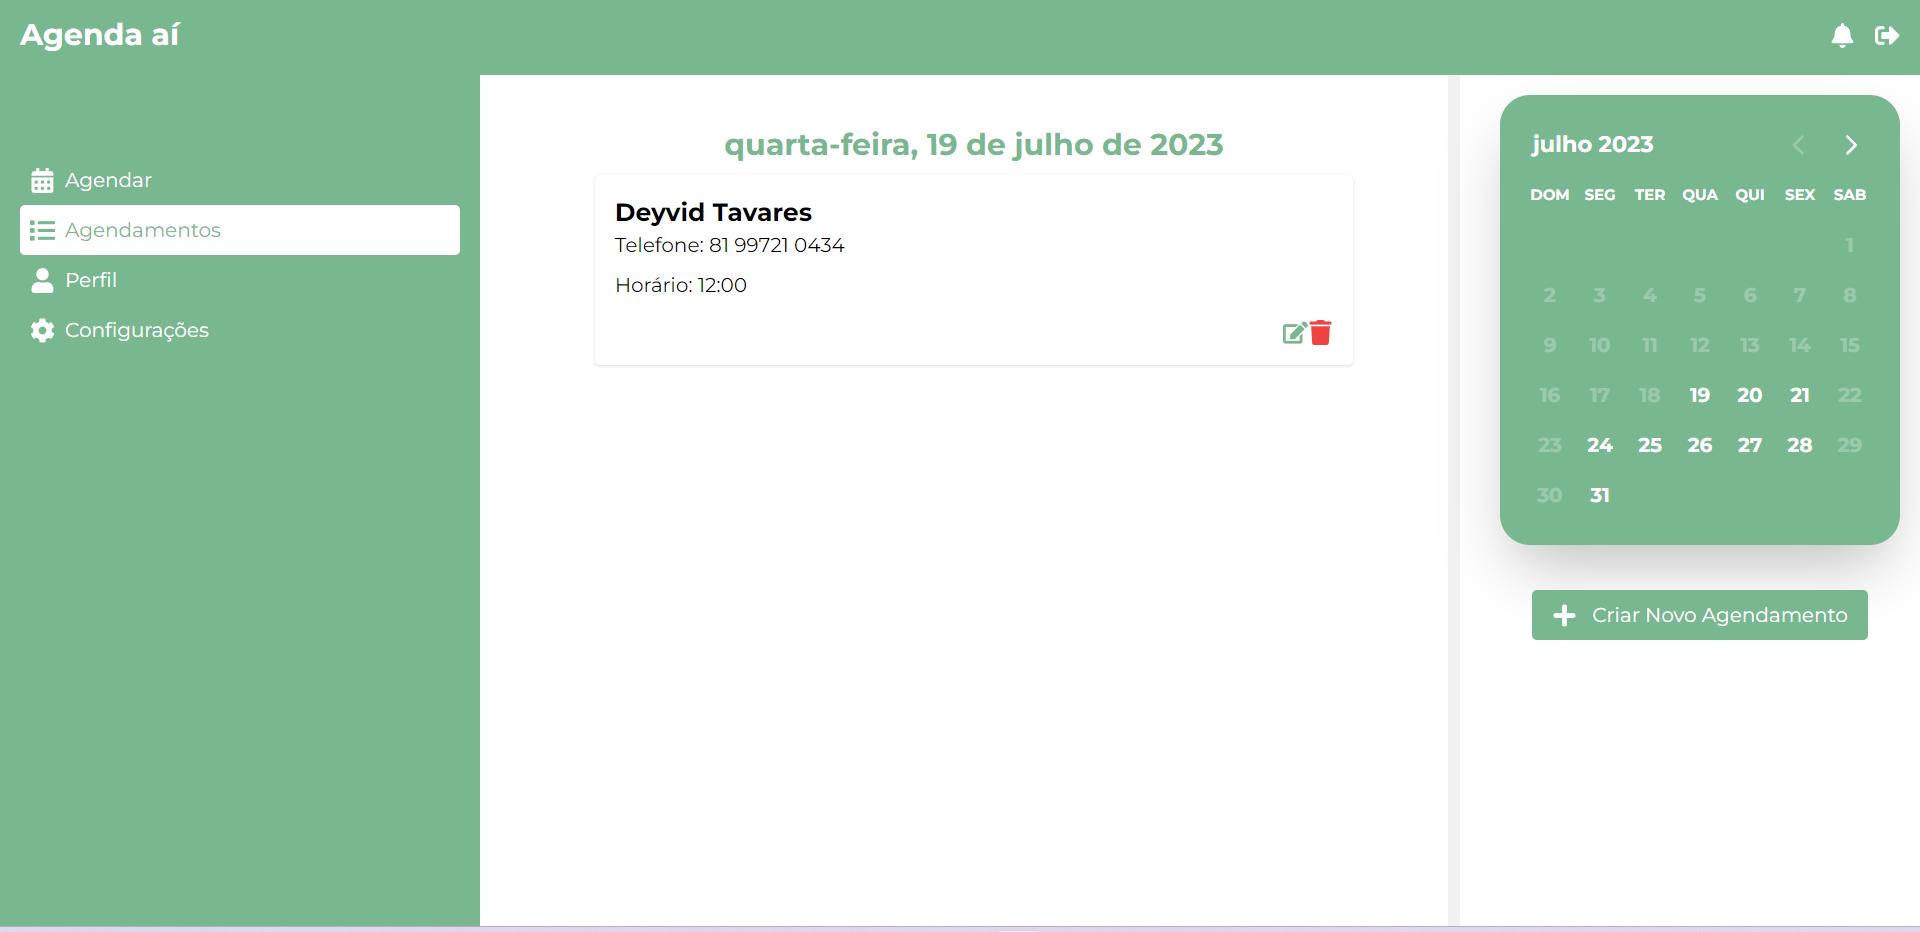 Agenda aí
Agendar
Agendamentos
Perfil
Configurações
quarta-feira, 19 de julho de 2023
Deyvid Tavares
Telefone: 81 99721 0434
Horário: 12:00
julho 2023
DOM SEG TER QUA QUI SEX SAB
1
2 3 4 5 6 7 8
9 10 11 12 13 14 15
16 17 18 19 20 21 22
23 24 25 26 27 28 29
30 31
Criar Novo Agendamento